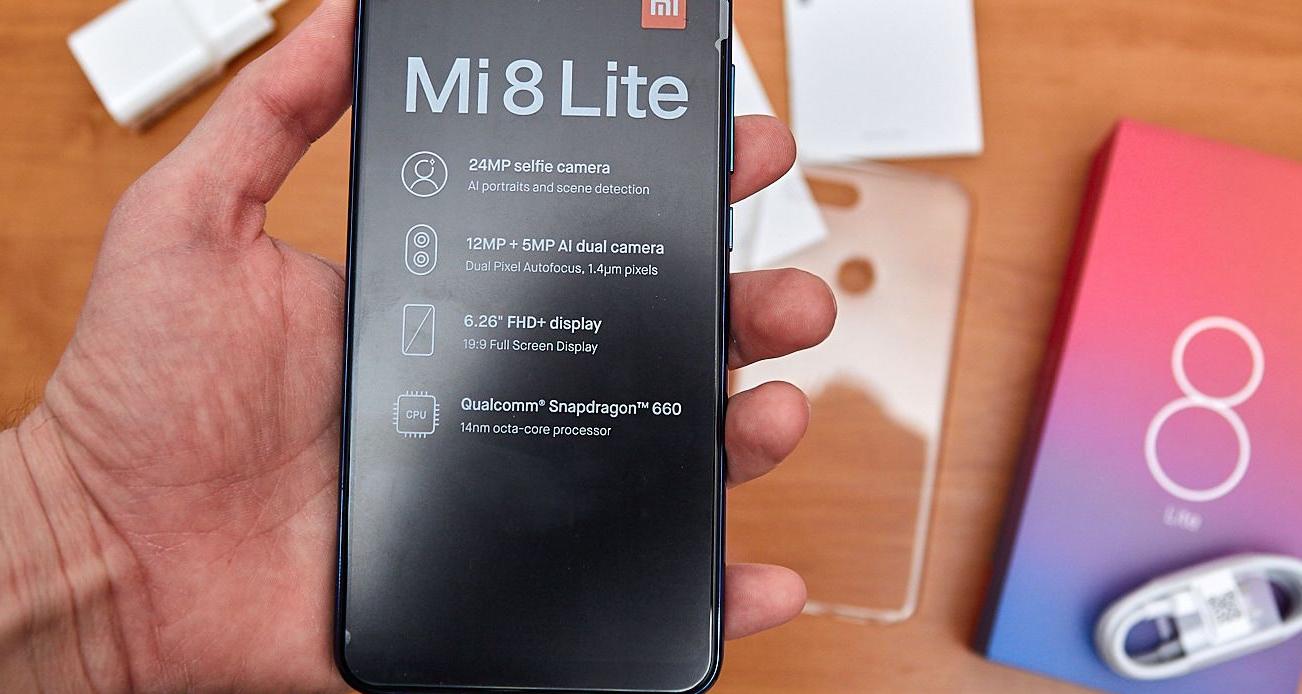 mi
Mi 8 Lite
24MP selfie camera
AI portraits and scene detection
12MP + 5MP AI dual camera
Dual Pixel Autofocus, 1.4μm pixels
6.26" FHD+ display
19:9 Full Screen Display
CPU
Qualcomm® Snapdragon™ 660
14nm octa-core processor
8
Lite